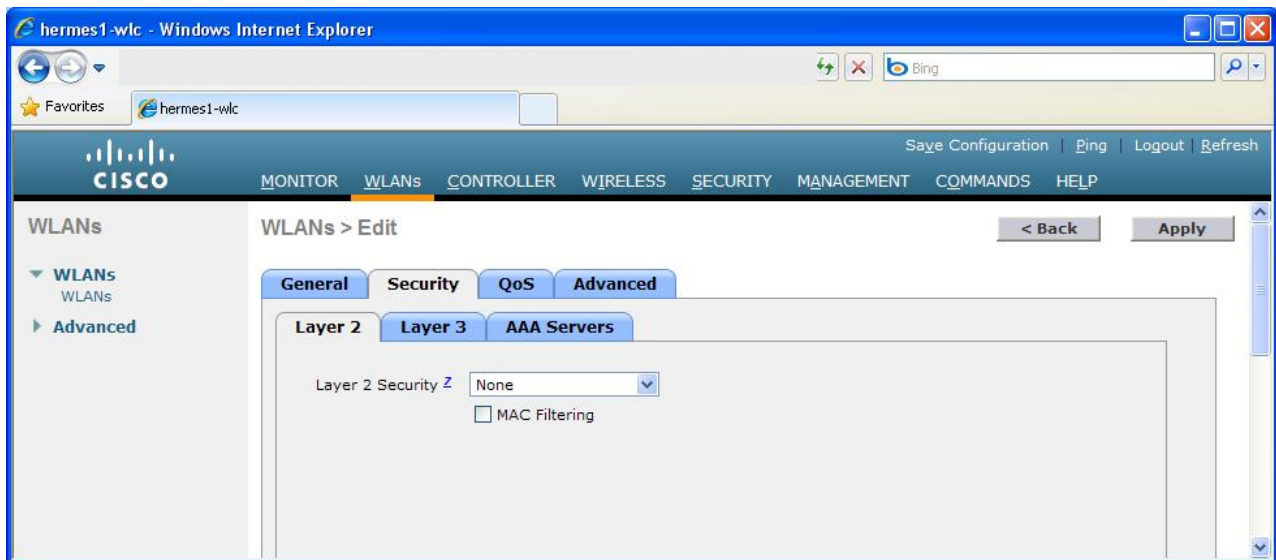 hermes1-wlc - Windows Internet Explorer
Bing
Favorites hermes1-wlc
Save Configuration | Ping | Logout | Refresh
CISCO
MONITOR WLANs CONTROLLER WIRELESS SECURITY MANAGEMENT COMMANDS HELP
WLANs
WLANs > Edit
< Back Apply
WLANs
WLANs
Advanced
General Security QoS Advanced
Layer 2 Layer 3 AAA Servers
Layer 2 Security 7 None
MAC Filtering